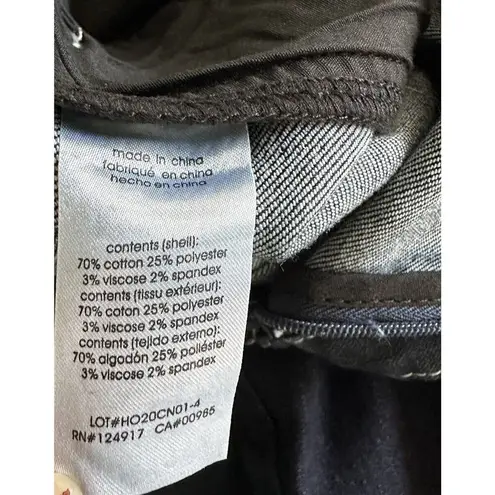 made in china
fabriqué en china
hecho en china
contents (shell):
70% cotton 25% polyester
3% viscose 2% spandex
contents (tissu extérieur):
70% coton 25% polyester
3% viscose 2% spandex
contents (tejido externo):
70% algodón 25% poliéster
3% viscose 2% spandex
LOT#HO20CN01-4
RN#124917 CA#00985